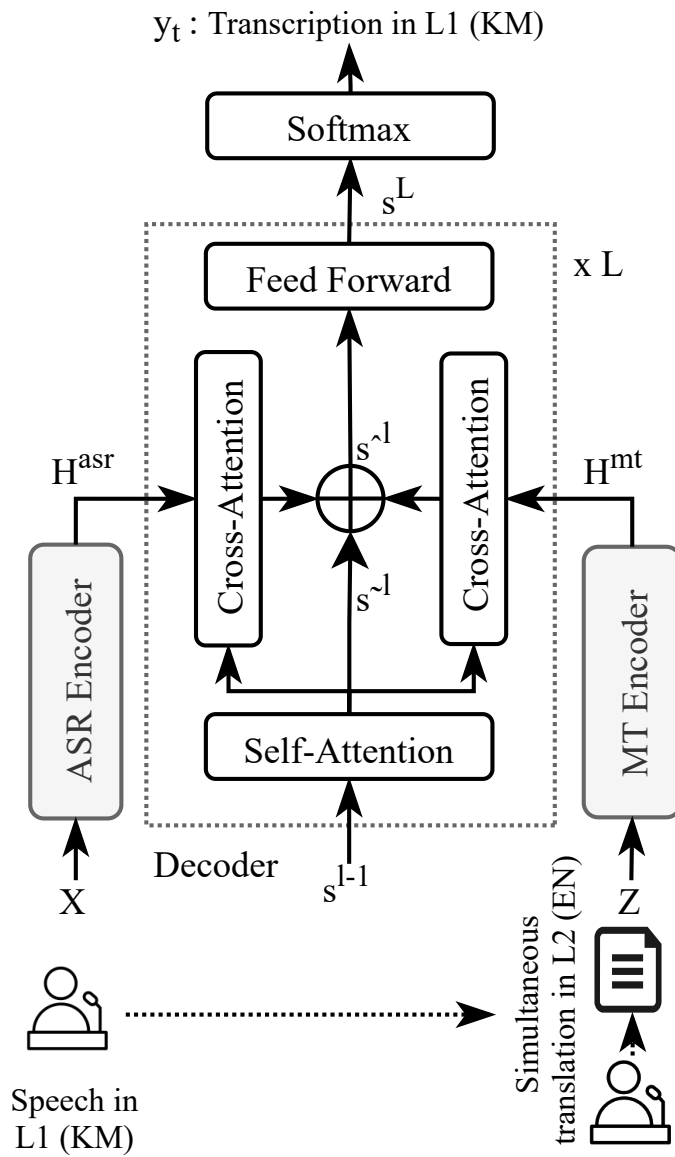 y_t : Transcription in L1 (KM)
Softmax
s^L
x L
Feed Forward
Cross-Attention
s^^l
Cross-Attention
H^asr
H^mt
s^~l
ASR Encoder
MT Encoder
Self-Attention
Decoder
s^l-1
X
Z
Simultaneous
translation in L2 (EN)
Speech in
L1 (KM)